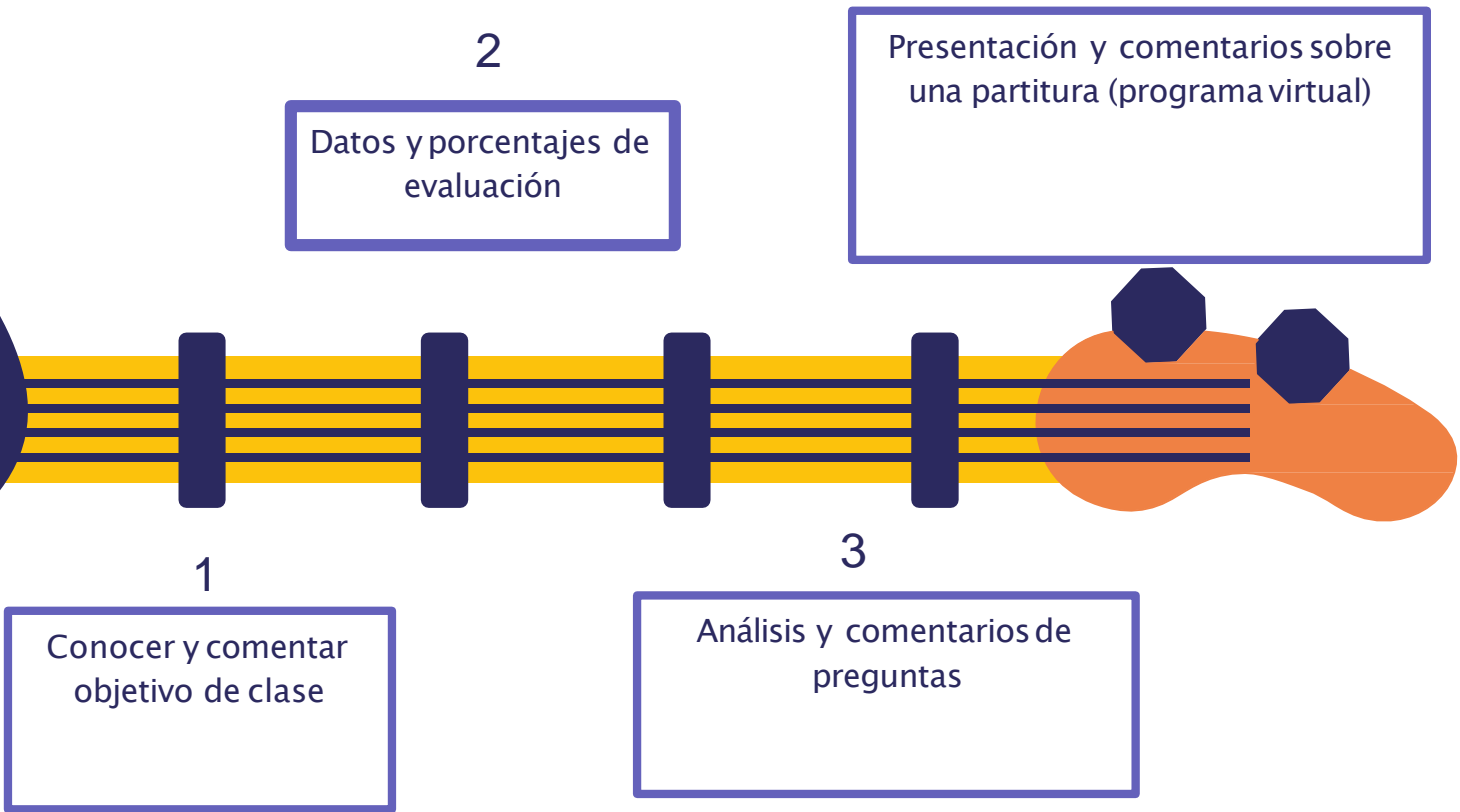 1
Conocer y comentar
objetivo de clase
2
Datos y porcentajes de
evaluación
3
Análisis y comentarios de
preguntas
Presentación y comentarios sobre
una partitura (programa virtual)